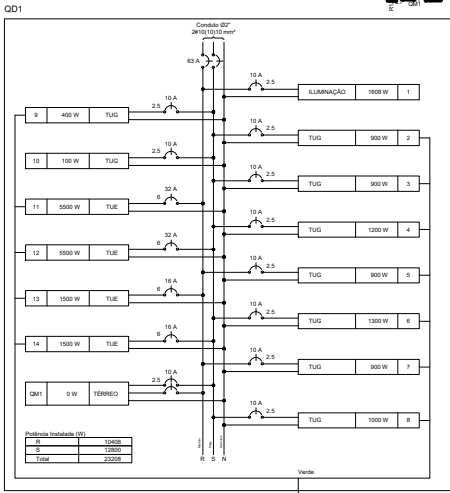 QD1
QM1
Conduto Ø2"
2#10(10)10 mm²
63 A
10 A
2.5
ILUMINAÇÃO 1608 W 1
10 A
2.5
9 400 W TUG
10 A
2.5
TUG 900 W 2
10 A
2.5
10 100 W TUG
10 A
2.5
TUG 900 W 3
32 A
6
11 5500 W TUE
10 A
2.5
TUG 1200 W 4
32 A
6
12 5500 W TUE
10 A
2.5
TUG 900 W 5
16 A
6
13 1500 W TUE
10 A
2.5
TUG 1300 W 6
16 A
6
14 1500 W TUE
10 A
2.5
TUG 900 W 7
10 A
2.5
QM1 0 W TÉRREO
10 A
2.5
TUG 1000 W 8
Potência Instalada (W)
R 10408
S 12800
Total 23208
R S N
Verde